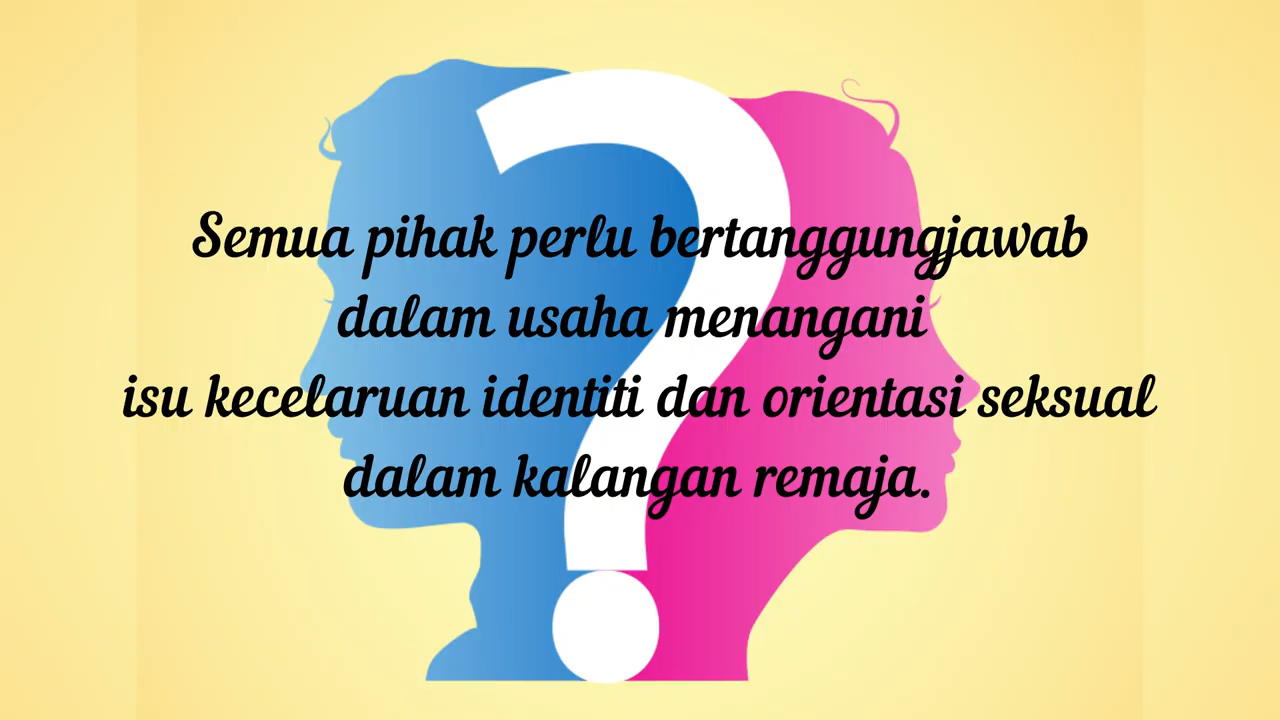 Semua pihak perlu bertanggungjawab
dalam usaha menangani
isu kecelaruan identiti dan orientasi seksual
dalam kalangan remaja.